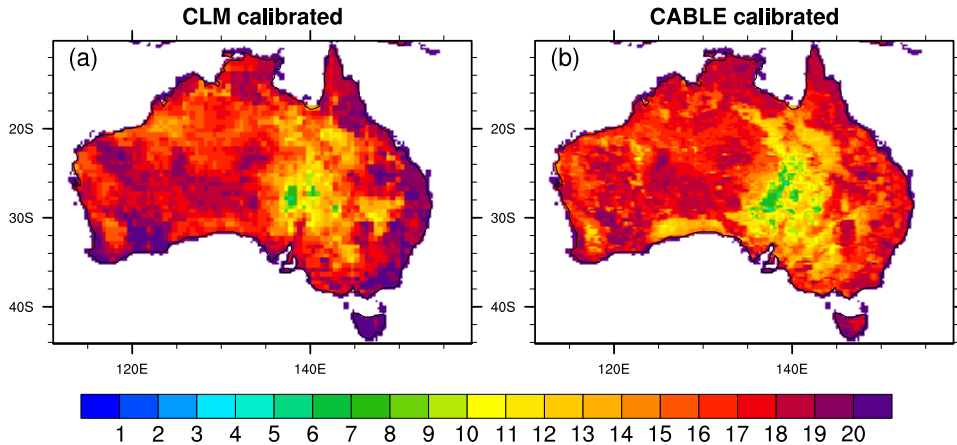 CLM calibrated
CABLE calibrated
(a)
(b)
20S
30S
40S
20S
30S
40S
120E
140E
120E
140E
1 2 3 4 5 6 7 8 9 10 11 12 13 14 15 16 17 18 19 20